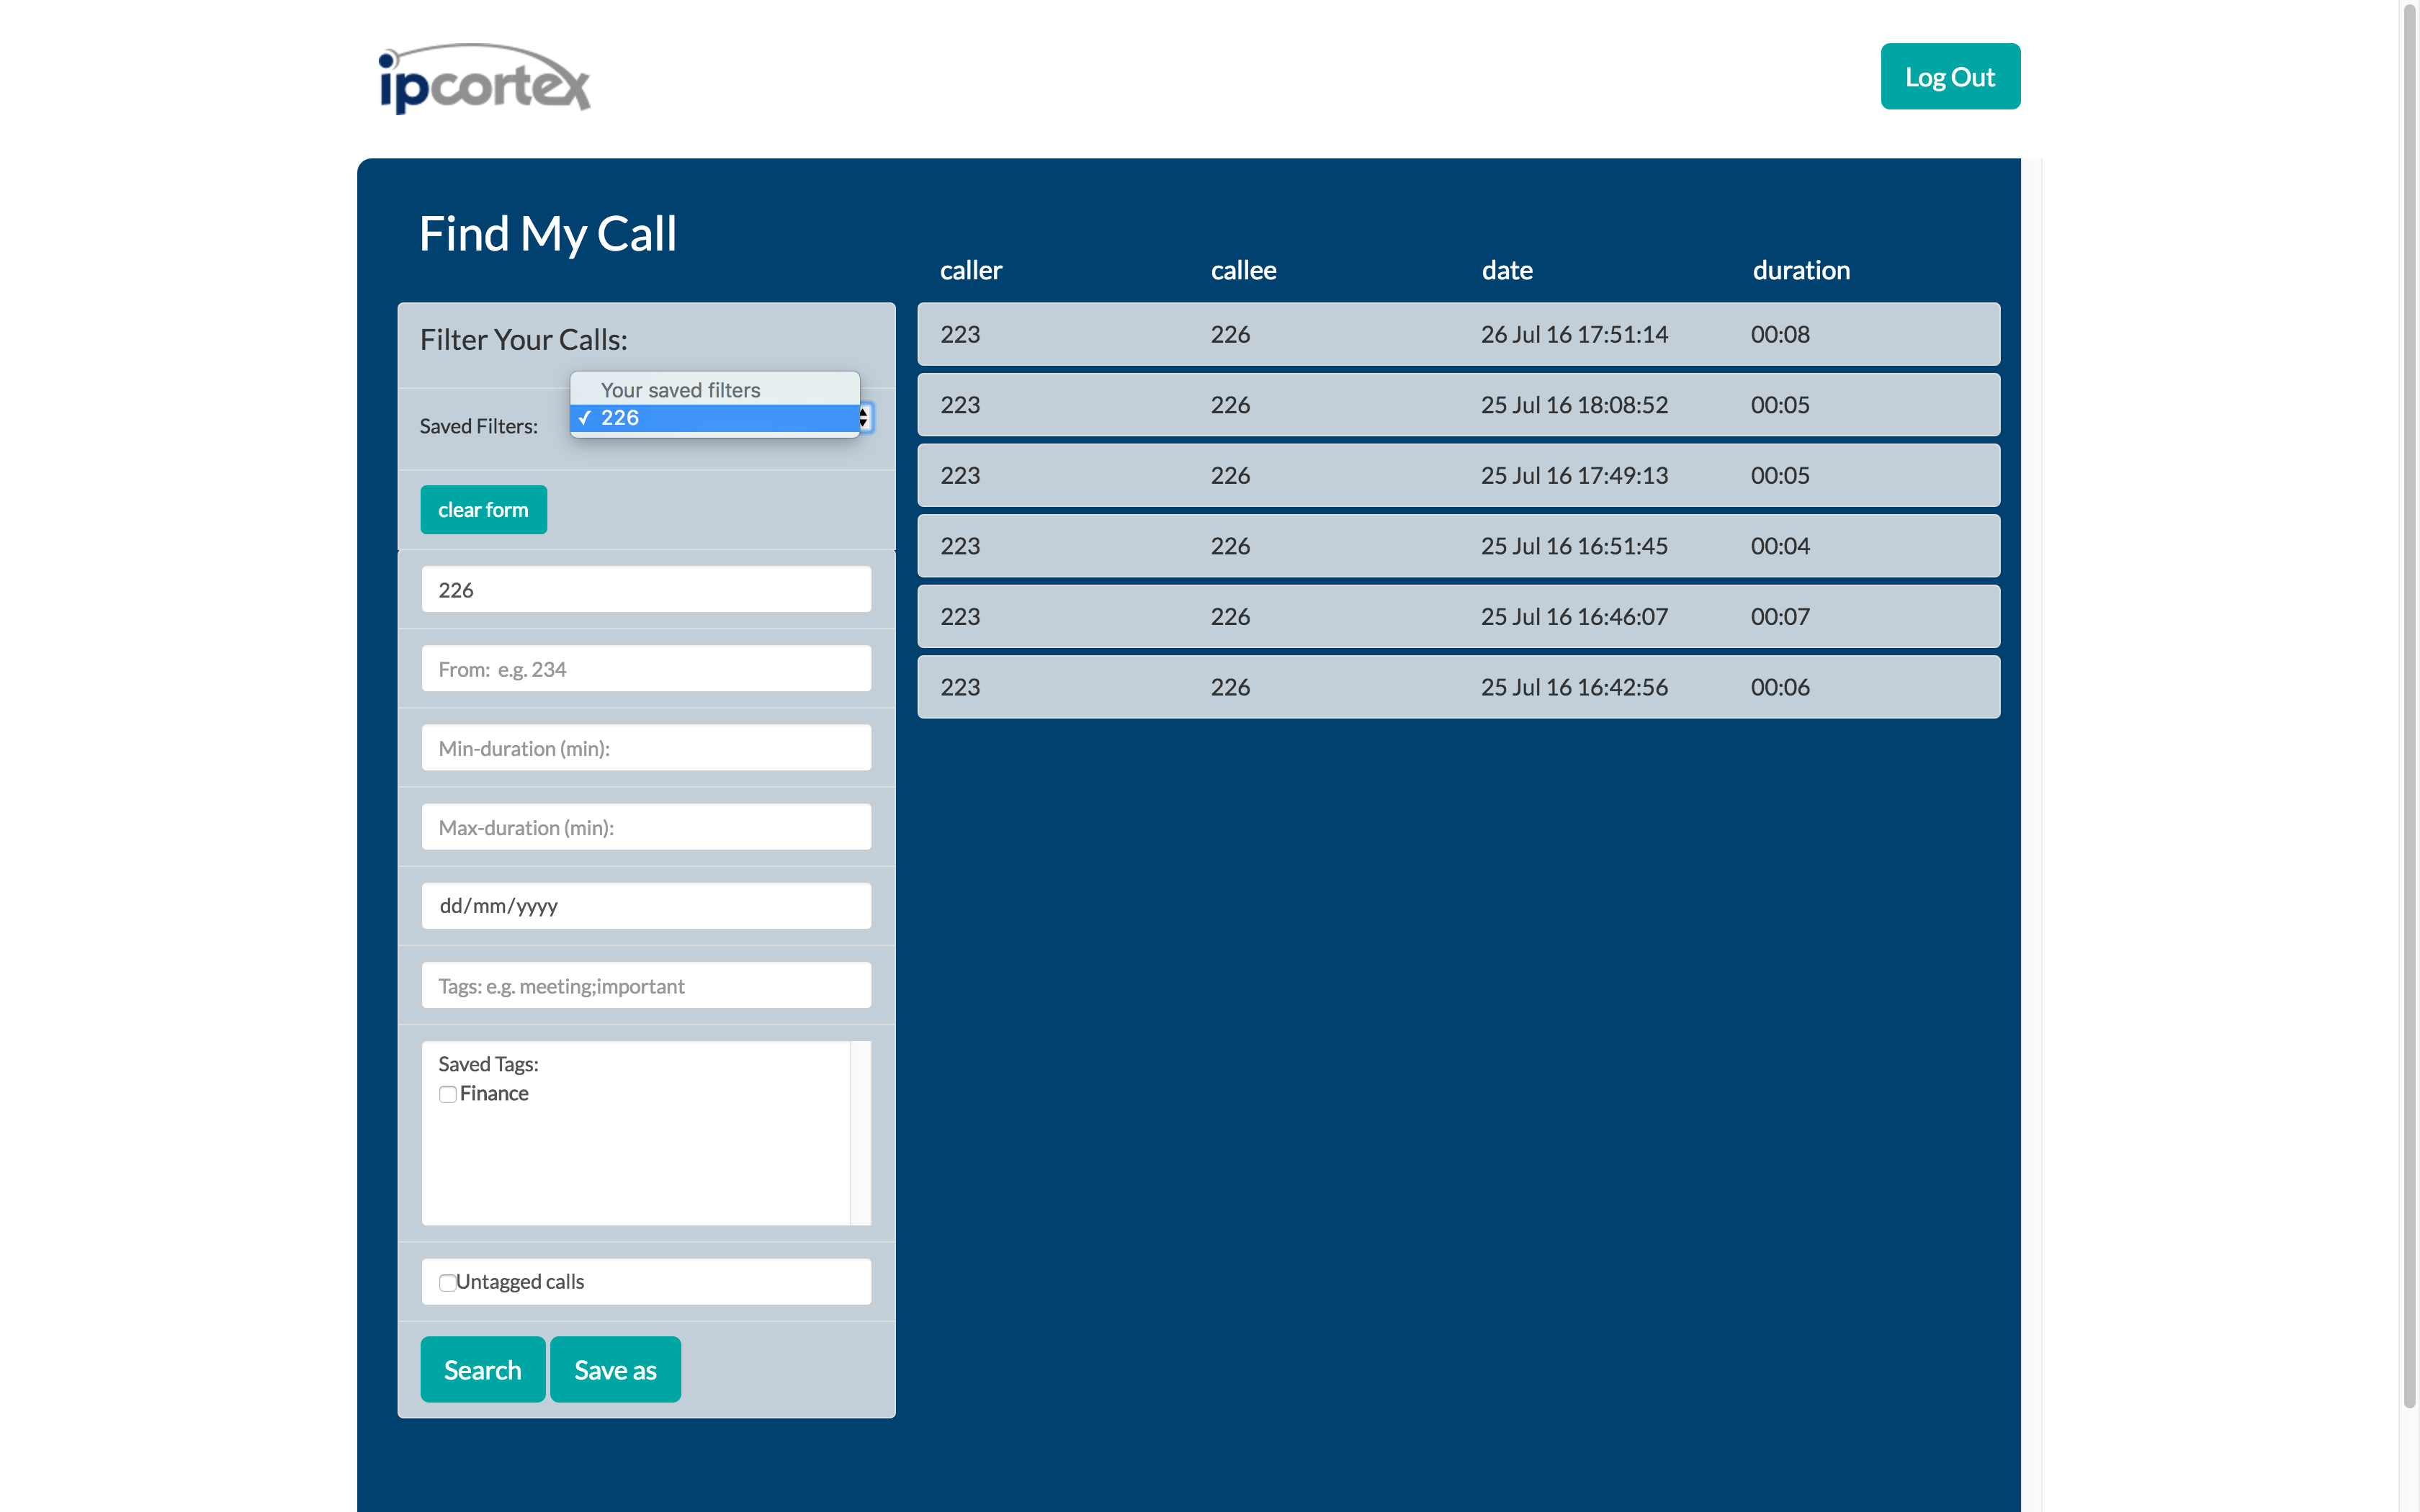 ipcortex
Log Out
Find My Call
caller callee date duration
Filter Your Calls:
Your saved filters
✓ 226
Saved Filters:
clear form
226
From: e.g. 234
Min-duration (min):
Max-duration (min):
dd/mm/yyyy
Tags: e.g. meeting;important
Saved Tags:
Finance
Untagged calls
Search Save as
223 226 26 Jul 16 17:51:14 00:08
223 226 25 Jul 16 18:08:52 00:05
223 226 25 Jul 16 17:49:13 00:05
223 226 25 Jul 16 16:51:45 00:04
223 226 25 Jul 16 16:46:07 00:07
223 226 25 Jul 16 16:42:56 00:06